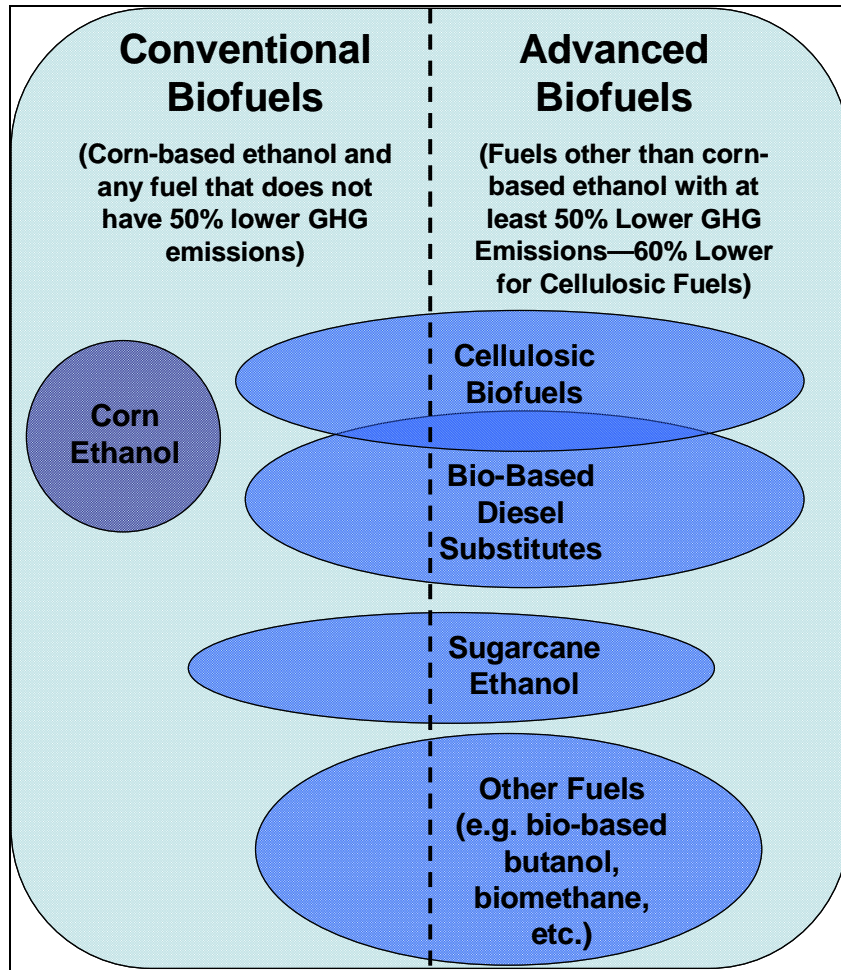 Conventional
Biofuels
(Corn-based ethanol and
any fuel that does not
have 50% lower GHG
emissions)
Advanced
Biofuels
(Fuels other than corn-
based ethanol with at
least 50% Lower GHG
Emissions—60% Lower
for Cellulosic Fuels)
Corn
Ethanol
Cellulosic
Biofuels
Bio-Based
Diesel
Substitutes
Sugarcane
Ethanol
Other Fuels
(e.g. bio-based
butanol,
biomethane,
etc.)